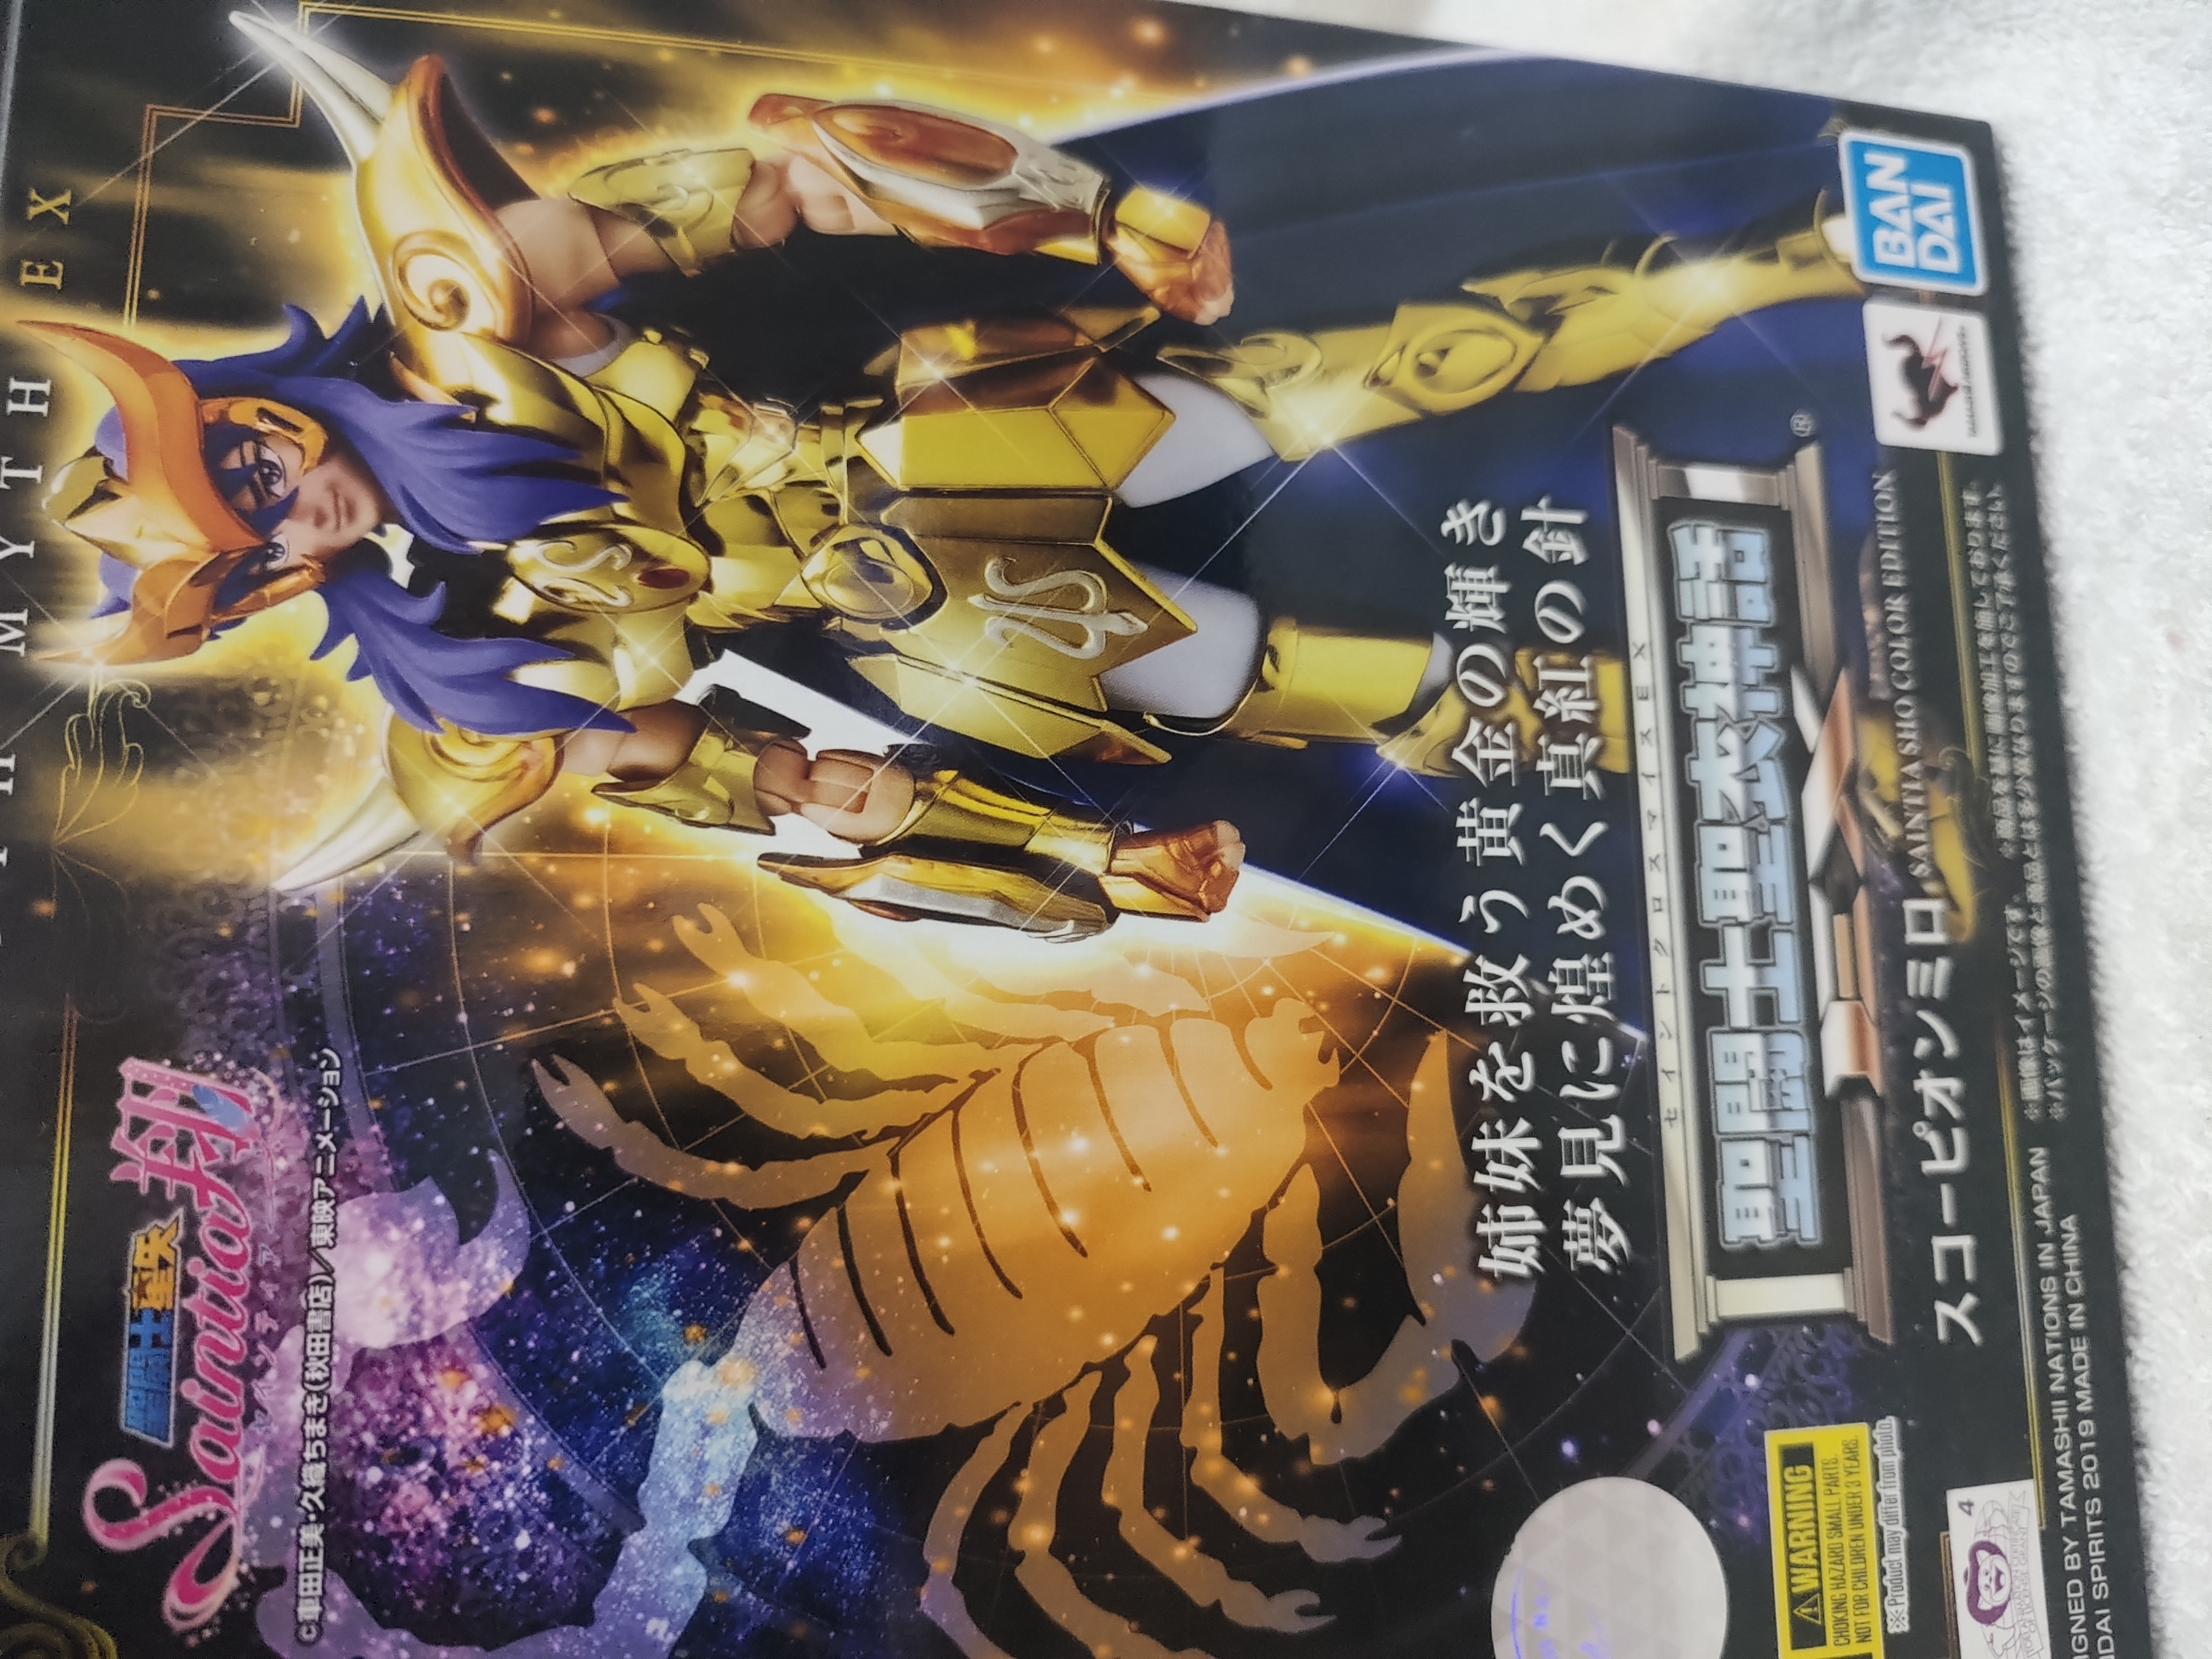 MYTH EX
聖闘士星矢
Saintia翔
セインティア
©車田正美・久織ちまき(秋田書店)／東映アニメーション
姉妹を救う黄金の輝き
夢見に煌めく真紅の針
セイントクロスマイスEX
聖闘士聖衣神話
EX
®
WARNING
CHOKING HAZARD SMALL PARTS.
NOT FOR CHILDREN UNDER 3 YEARS.
※Product may differ from photo.
スコーピオンミロ SAINTIA SHO COLOR EDITION
4
TOEI ANIMATION CERTIFICATE
OF LICENSE GRANT
BAN
DAI
※画像はイメージです。 ※商品を基に画像加工を施しております。
※パッケージの画像と商品とは多少異なりますのでご了承ください。
IGNED BY TAMASHII NATIONS IN JAPAN
NDAI SPIRITS 2019 MADE IN CHINA